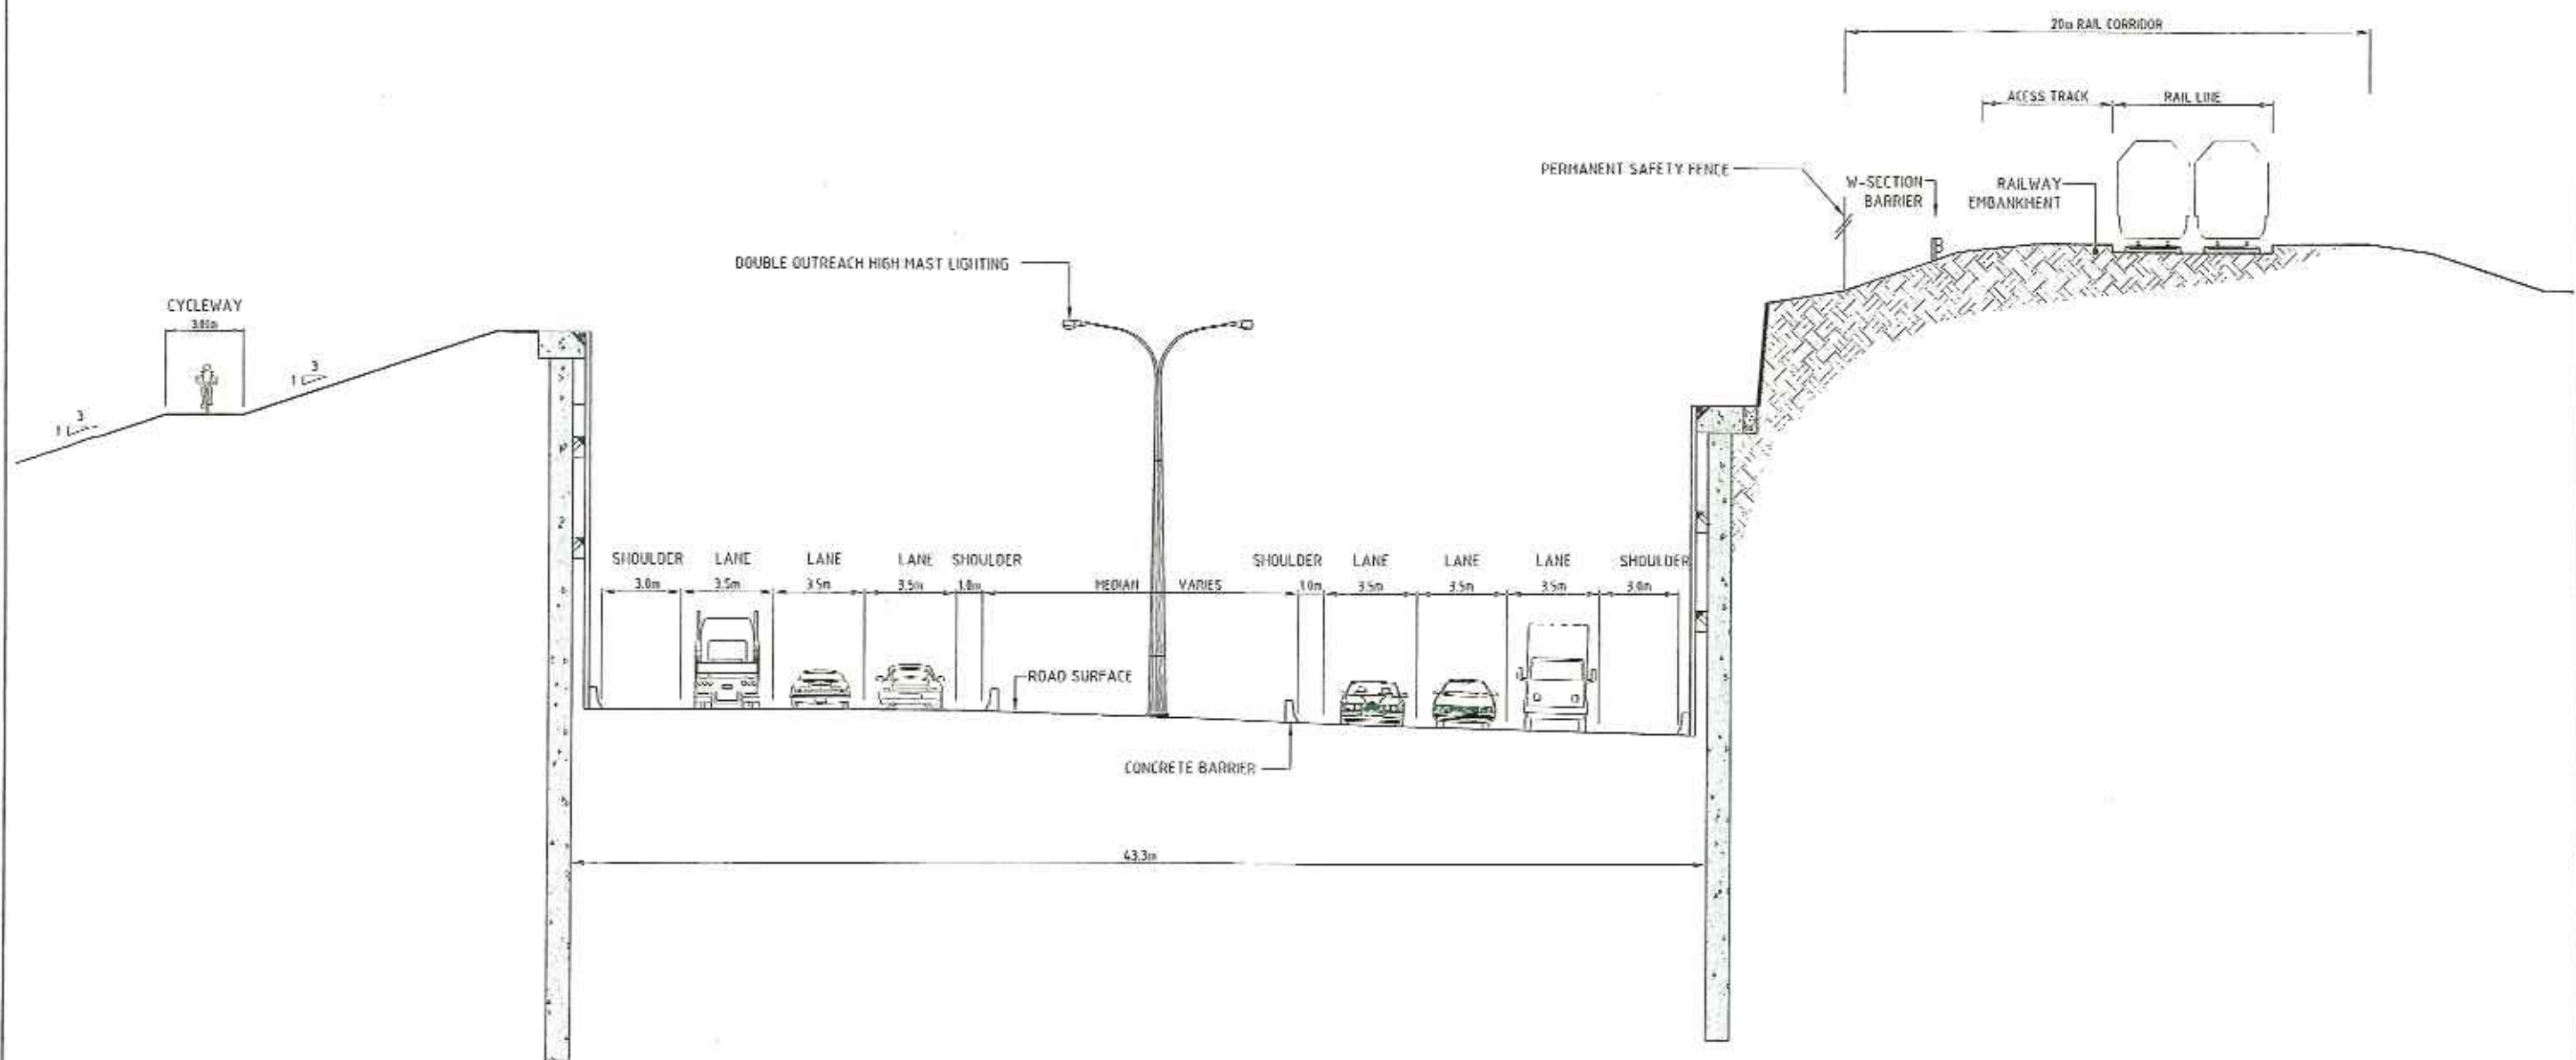 20m RAIL CORRIDOR
ACESS TRACK
RAIL LINE
PERMANENT SAFETY FENCE
W-SECTION
BARRIER
RAILWAY
EMBANKMENT
DOUBLE OUTREACH HIGH MAST LIGHTING
CYCLEWAY
3.00m
3
1
3
1
SHOULDER LANE LANE LANE SHOULDER
SHOULDER LANE LANE LANE SHOULDER
3.0m 3.5m 3.5m 3.5m 1.0m MEDIAN VARIES 1.0m 3.5m 3.5m 3.5m 3.0m
ROAD SURFACE
CONCRETE BARRIER
43.3m